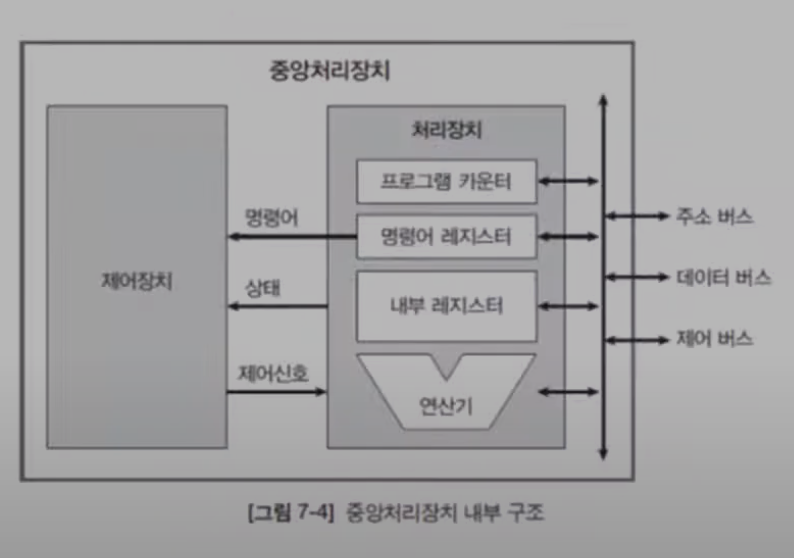 중앙처리장치
처리장치
프로그램 카운터
명령어
명령어 레지스터
주소 버스
제어장치
상태
내부 레지스터
데이터 버스
제어 버스
제어신호
연산기
[그림 7-4] 중앙처리장치 내부 구조